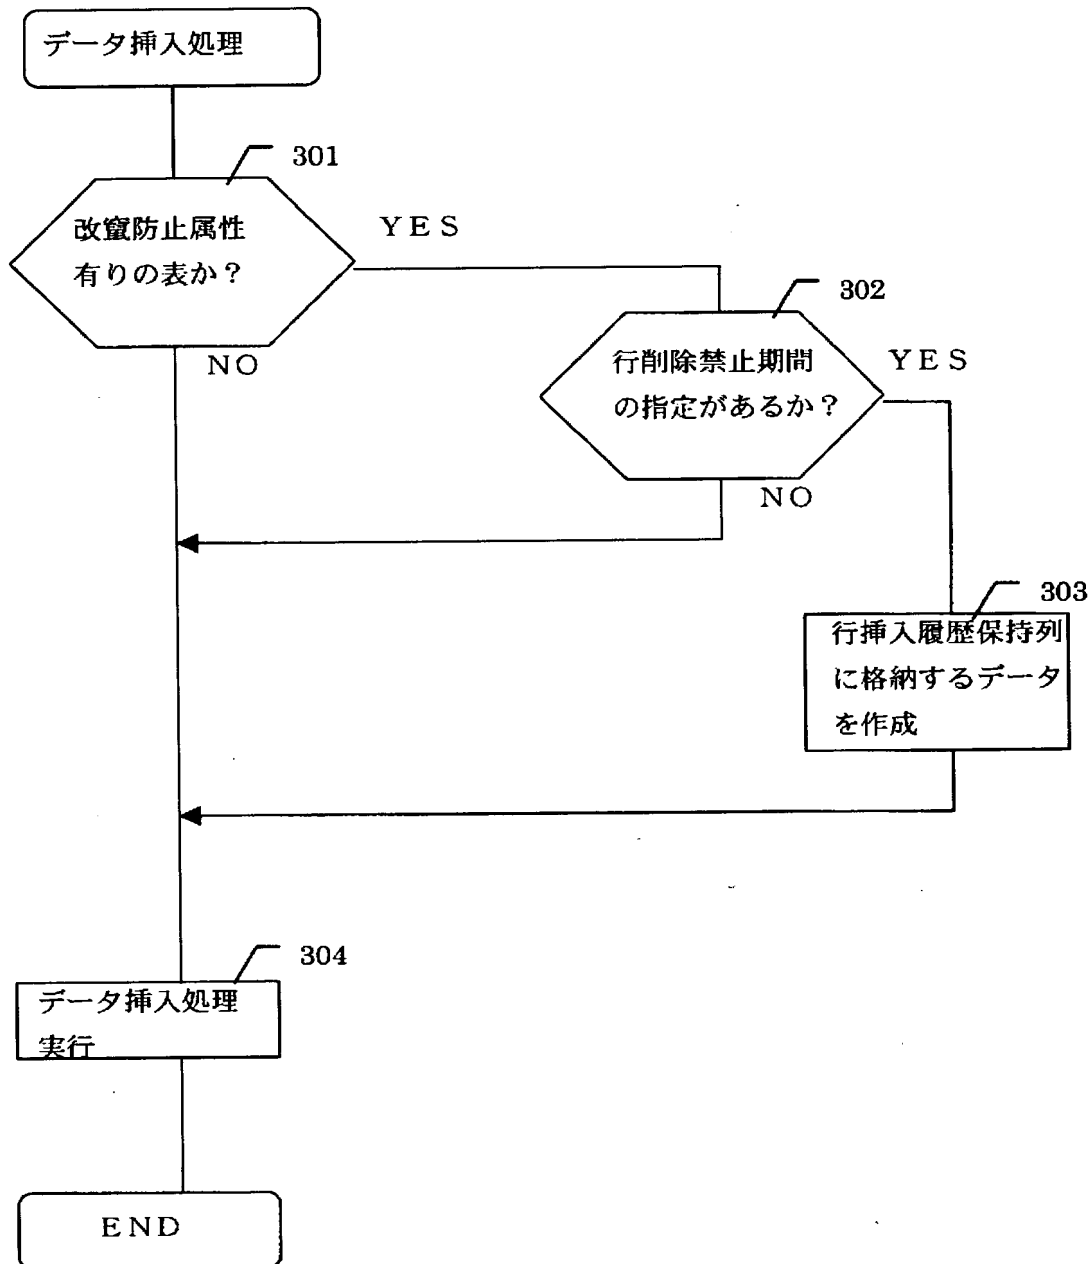 データ挿入処理
301
改竄防止属性
有りの表か？
YES
NO
302
行削除禁止期間
の指定があるか？
YES
NO
303
行挿入履歴保持列
に格納するデータ
を作成
304
データ挿入処理
実行
END